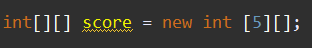 int[][] score = new int [5][];